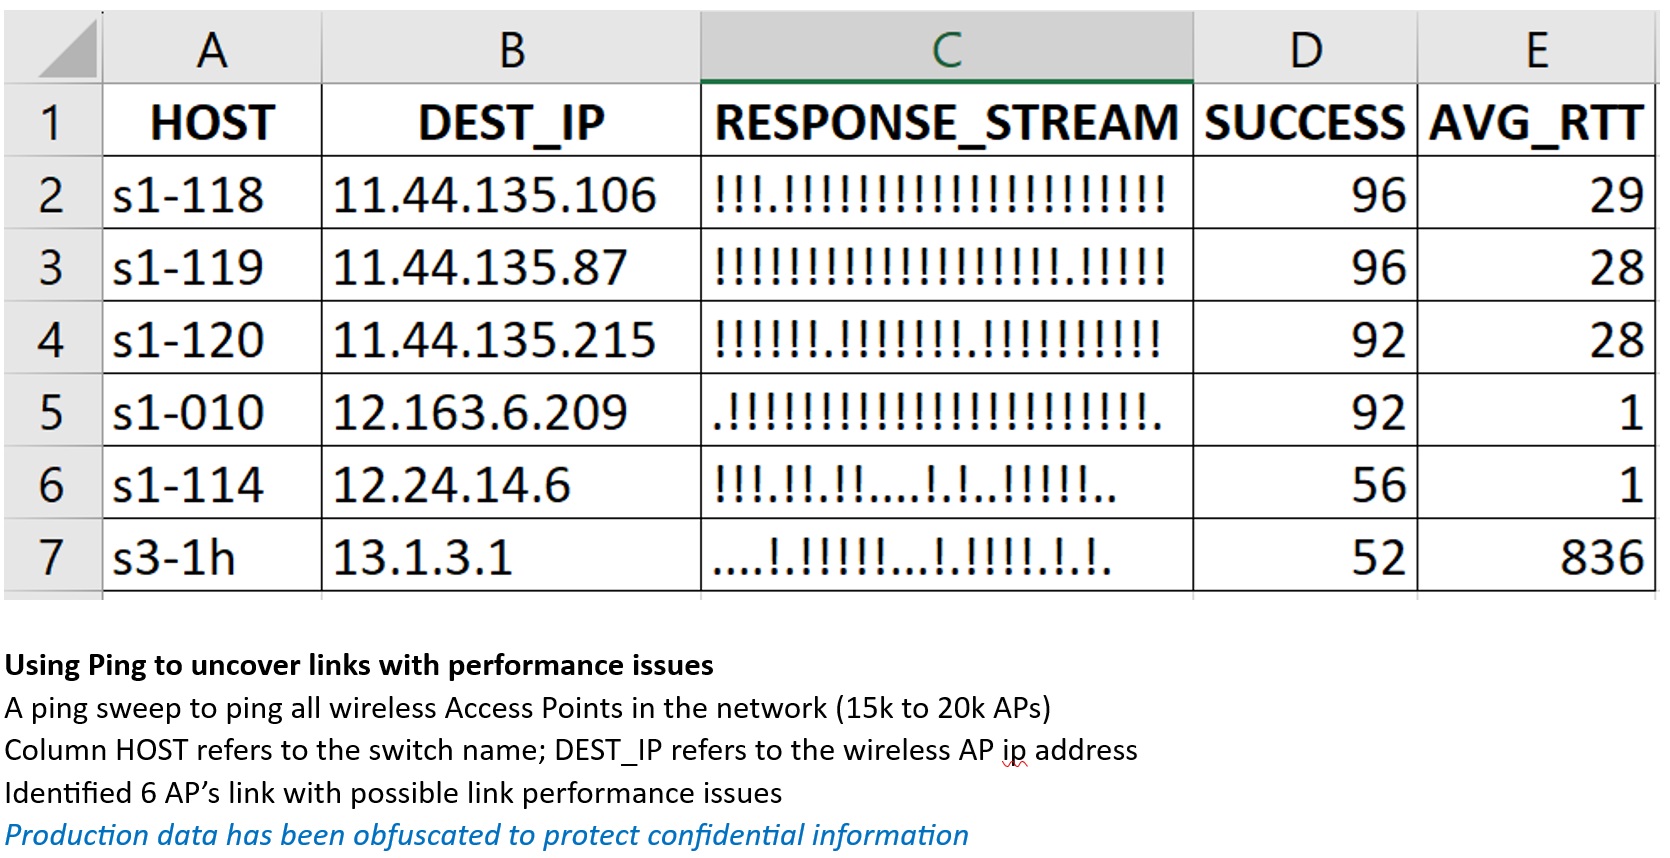 A B C D E
1 HOST DEST_IP RESPONSE_STREAM SUCCESS AVG_RTT
2 s1-118 11.44.135.106 !!!.!!!!!!!!!!!!!!!!!!!!! 96 29
3 s1-119 11.44.135.87 !!!!!!!!!!!!!!!!!!!.!!!!! 96 28
4 s1-120 11.44.135.215 !!!!!!.!!!!!!!.!!!!!!!!!! 92 28
5 s1-010 12.163.6.209 .!!!!!!!!!!!!!!!!!!!!!!!. 92 1
6 s1-114 12.24.14.6 !!!.!!.!!....!.!..!!!!!.. 56 1
7 s3-1h 13.1.3.1 ....!.!!!!!...!.!!!!.!.!. 52 836
Using Ping to uncover links with performance issues
A ping sweep to ping all wireless Access Points in the network (15k to 20k APs)
Column HOST refers to the switch name; DEST_IP refers to the wireless AP ip address
Identified 6 AP’s link with possible link performance issues
Production data has been obfuscated to protect confidential information